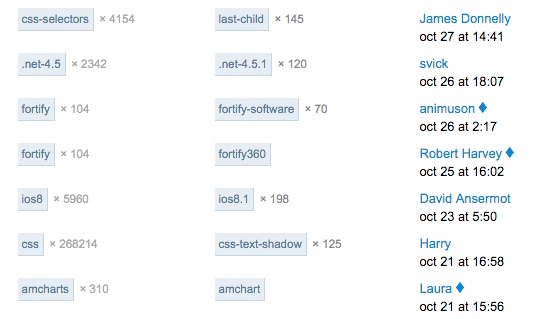 css-selectors × 4154 last-child × 145 James Donnelly
oct 27 at 14:41
.net-4.5 × 2342 .net-4.5.1 × 120 svick
oct 26 at 18:07
fortify × 104 fortify-software × 70 animuson ♦
oct 26 at 2:17
fortify × 104 fortify360 Robert Harvey ♦
oct 25 at 16:02
ios8 × 5960 ios8.1 × 198 David Ansermot
oct 23 at 5:50
css × 268214 css-text-shadow × 125 Harry
oct 21 at 16:58
amcharts × 310 amchart Laura ♦
oct 21 at 15:56